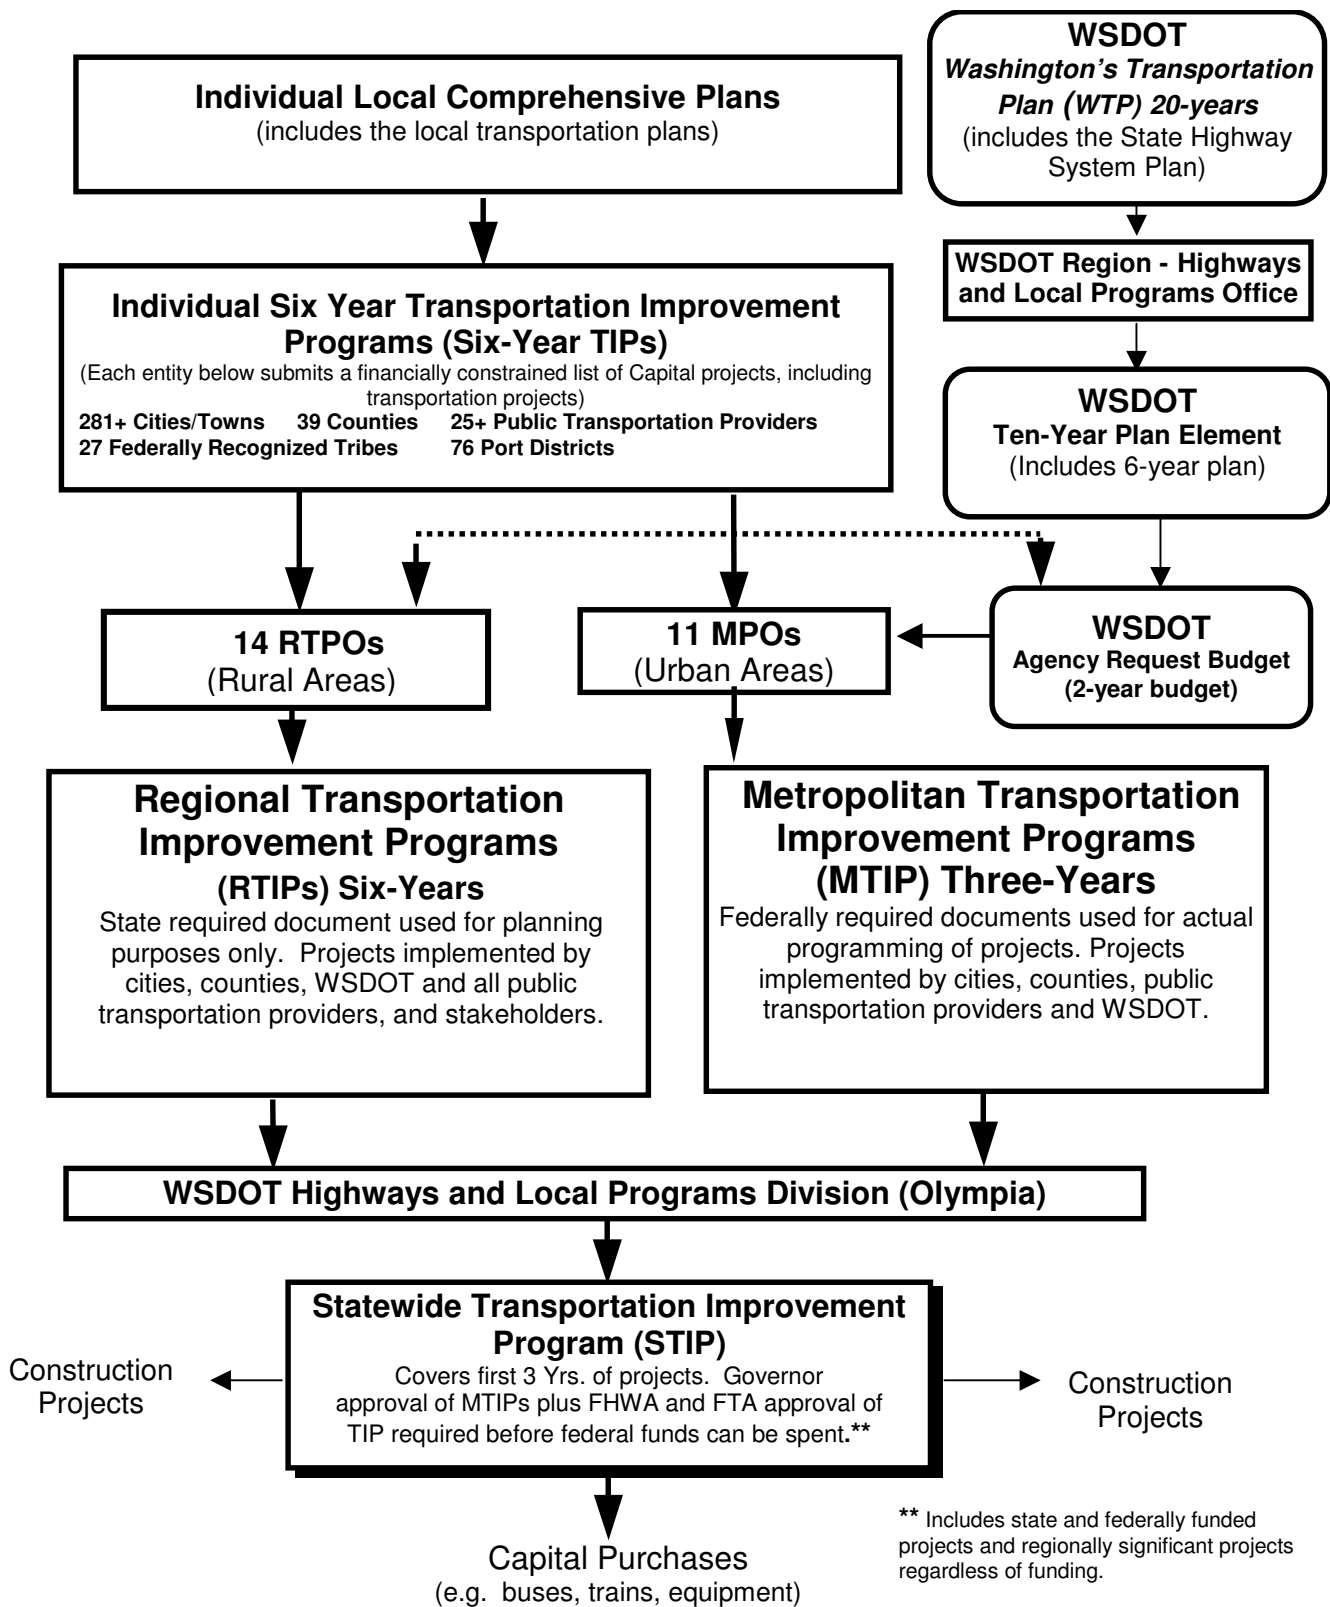 Individual Local Comprehensive Plans
(includes the local transportation plans)
WSDOT
Washington's Transportation
Plan (WTP) 20-years
(includes the State Highway
System Plan)
WSDOT Region - Highways
and Local Programs Office
Individual Six Year Transportation Improvement
Programs (Six-Year TIPs)
(Each entity below submits a financially constrained list of Capital projects, including
transportation projects)
281+ Cities/Towns 39 Counties 25+ Public Transportation Providers
27 Federally Recognized Tribes 76 Port Districts
WSDOT
Ten-Year Plan Element
(Includes 6-year plan)
14 RTPOs
(Rural Areas)
11 MPOs
(Urban Areas)
WSDOT
Agency Request Budget
(2-year budget)
Regional Transportation
Improvement Programs
(RTIPs) Six-Years
State required document used for planning
purposes only. Projects implemented by
cities, counties, WSDOT and all public
transportation providers, and stakeholders.
Metropolitan Transportation
Improvement Programs
(MTIP) Three-Years
Federally required documents used for actual
programming of projects. Projects
implemented by cities, counties, public
transportation providers and WSDOT.
WSDOT Highways and Local Programs Division (Olympia)
Statewide Transportation Improvement
Program (STIP)
Covers first 3 Yrs. of projects. Governor
approval of MTIPs plus FHWA and FTA approval of
TIP required before federal funds can be spent.**
Construction
Projects
Construction
Projects
Capital Purchases
(e.g. buses, trains, equipment)
** Includes state and federally funded
projects and regionally significant projects
regardless of funding.